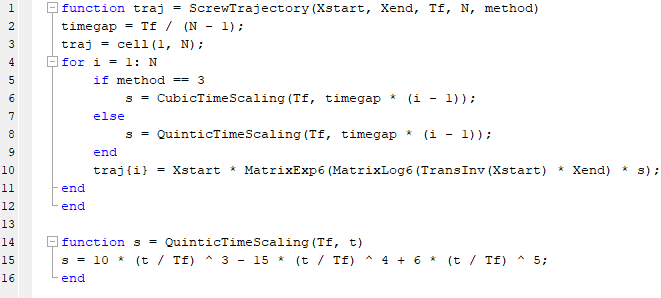 1 function traj = ScrewTrajectory(Xstart, Xend, Tf, N, method)
2 timegap = Tf / (N - 1);
3 traj = cell(1, N);
4 for i = 1: N
5     if method == 3
6         s = CubicTimeScaling(Tf, timegap * (i - 1));
7     else
8         s = QuinticTimeScaling(Tf, timegap * (i - 1));
9     end
10     traj{i} = Xstart * MatrixExp6(MatrixLog6(TransInv(Xstart) * Xend) * s);
11 end
12 end
13
14 function s = QuinticTimeScaling(Tf, t)
15 s = 10 * (t / Tf) ^ 3 - 15 * (t / Tf) ^ 4 + 6 * (t / Tf) ^ 5;
16 end